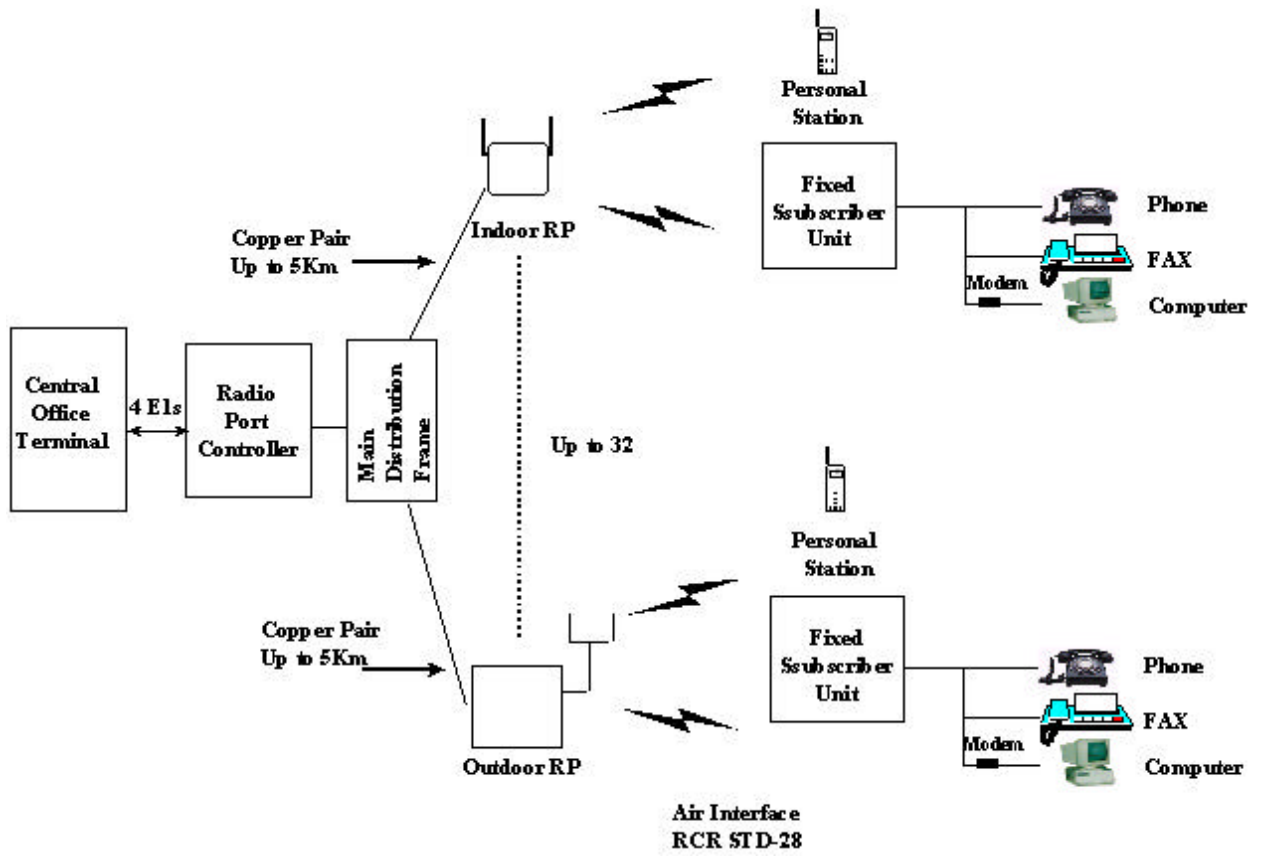 Personal
Station
Fixed
Ssubscriber
Unit
Phone
FAX
Modem
Computer
Indoor RP
Copper Pair
Up to 5Km
Central
Office
Terminal
4 E1s
Radio
Port
Controller
Main
Distribution
Frame
Up to 32
Personal
Station
Copper Pair
Up to 5Km
Fixed
Ssubscriber
Unit
Phone
FAX
Modem
Computer
Outdoor RP
Air Interface
RCR STD-28